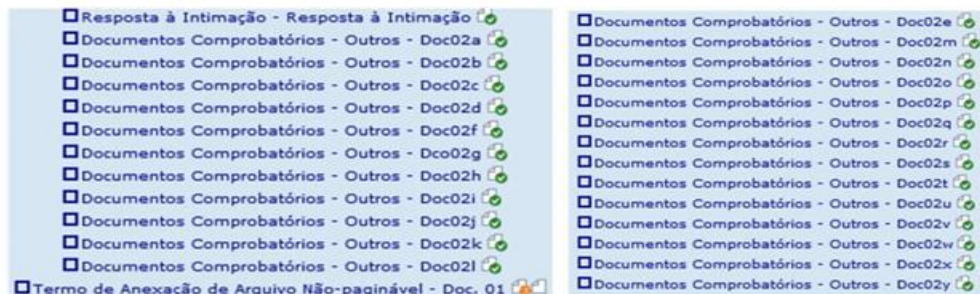 Resposta à Intimação - Resposta à Intimação
Documentos Comprobatórios - Outros - Doc02a
Documentos Comprobatórios - Outros - Doc02b
Documentos Comprobatórios - Outros - Doc02c
Documentos Comprobatórios - Outros - Doc02d
Documentos Comprobatórios - Outros - Doc02f
Documentos Comprobatórios - Outros - Dco02g
Documentos Comprobatórios - Outros - Doc02h
Documentos Comprobatórios - Outros - Doc02i
Documentos Comprobatórios - Outros - Doc02j
Documentos Comprobatórios - Outros - Doc02k
Documentos Comprobatórios - Outros - Doc02l
Termo de Anexação de Arquivo Não-paginável - Doc. 01
Documentos Comprobatórios - Outros - Doc02e
Documentos Comprobatórios - Outros - Doc02m
Documentos Comprobatórios - Outros - Doc02n
Documentos Comprobatórios - Outros - Doc02o
Documentos Comprobatórios - Outros - Doc02p
Documentos Comprobatórios - Outros - Doc02q
Documentos Comprobatórios - Outros - Doc02r
Documentos Comprobatórios - Outros - Doc02s
Documentos Comprobatórios - Outros - Doc02t
Documentos Comprobatórios - Outros - Doc02u
Documentos Comprobatórios - Outros - Doc02v
Documentos Comprobatórios - Outros - Doc02w
Documentos Comprobatórios - Outros - Doc02x
Documentos Comprobatórios - Outros - Doc02y